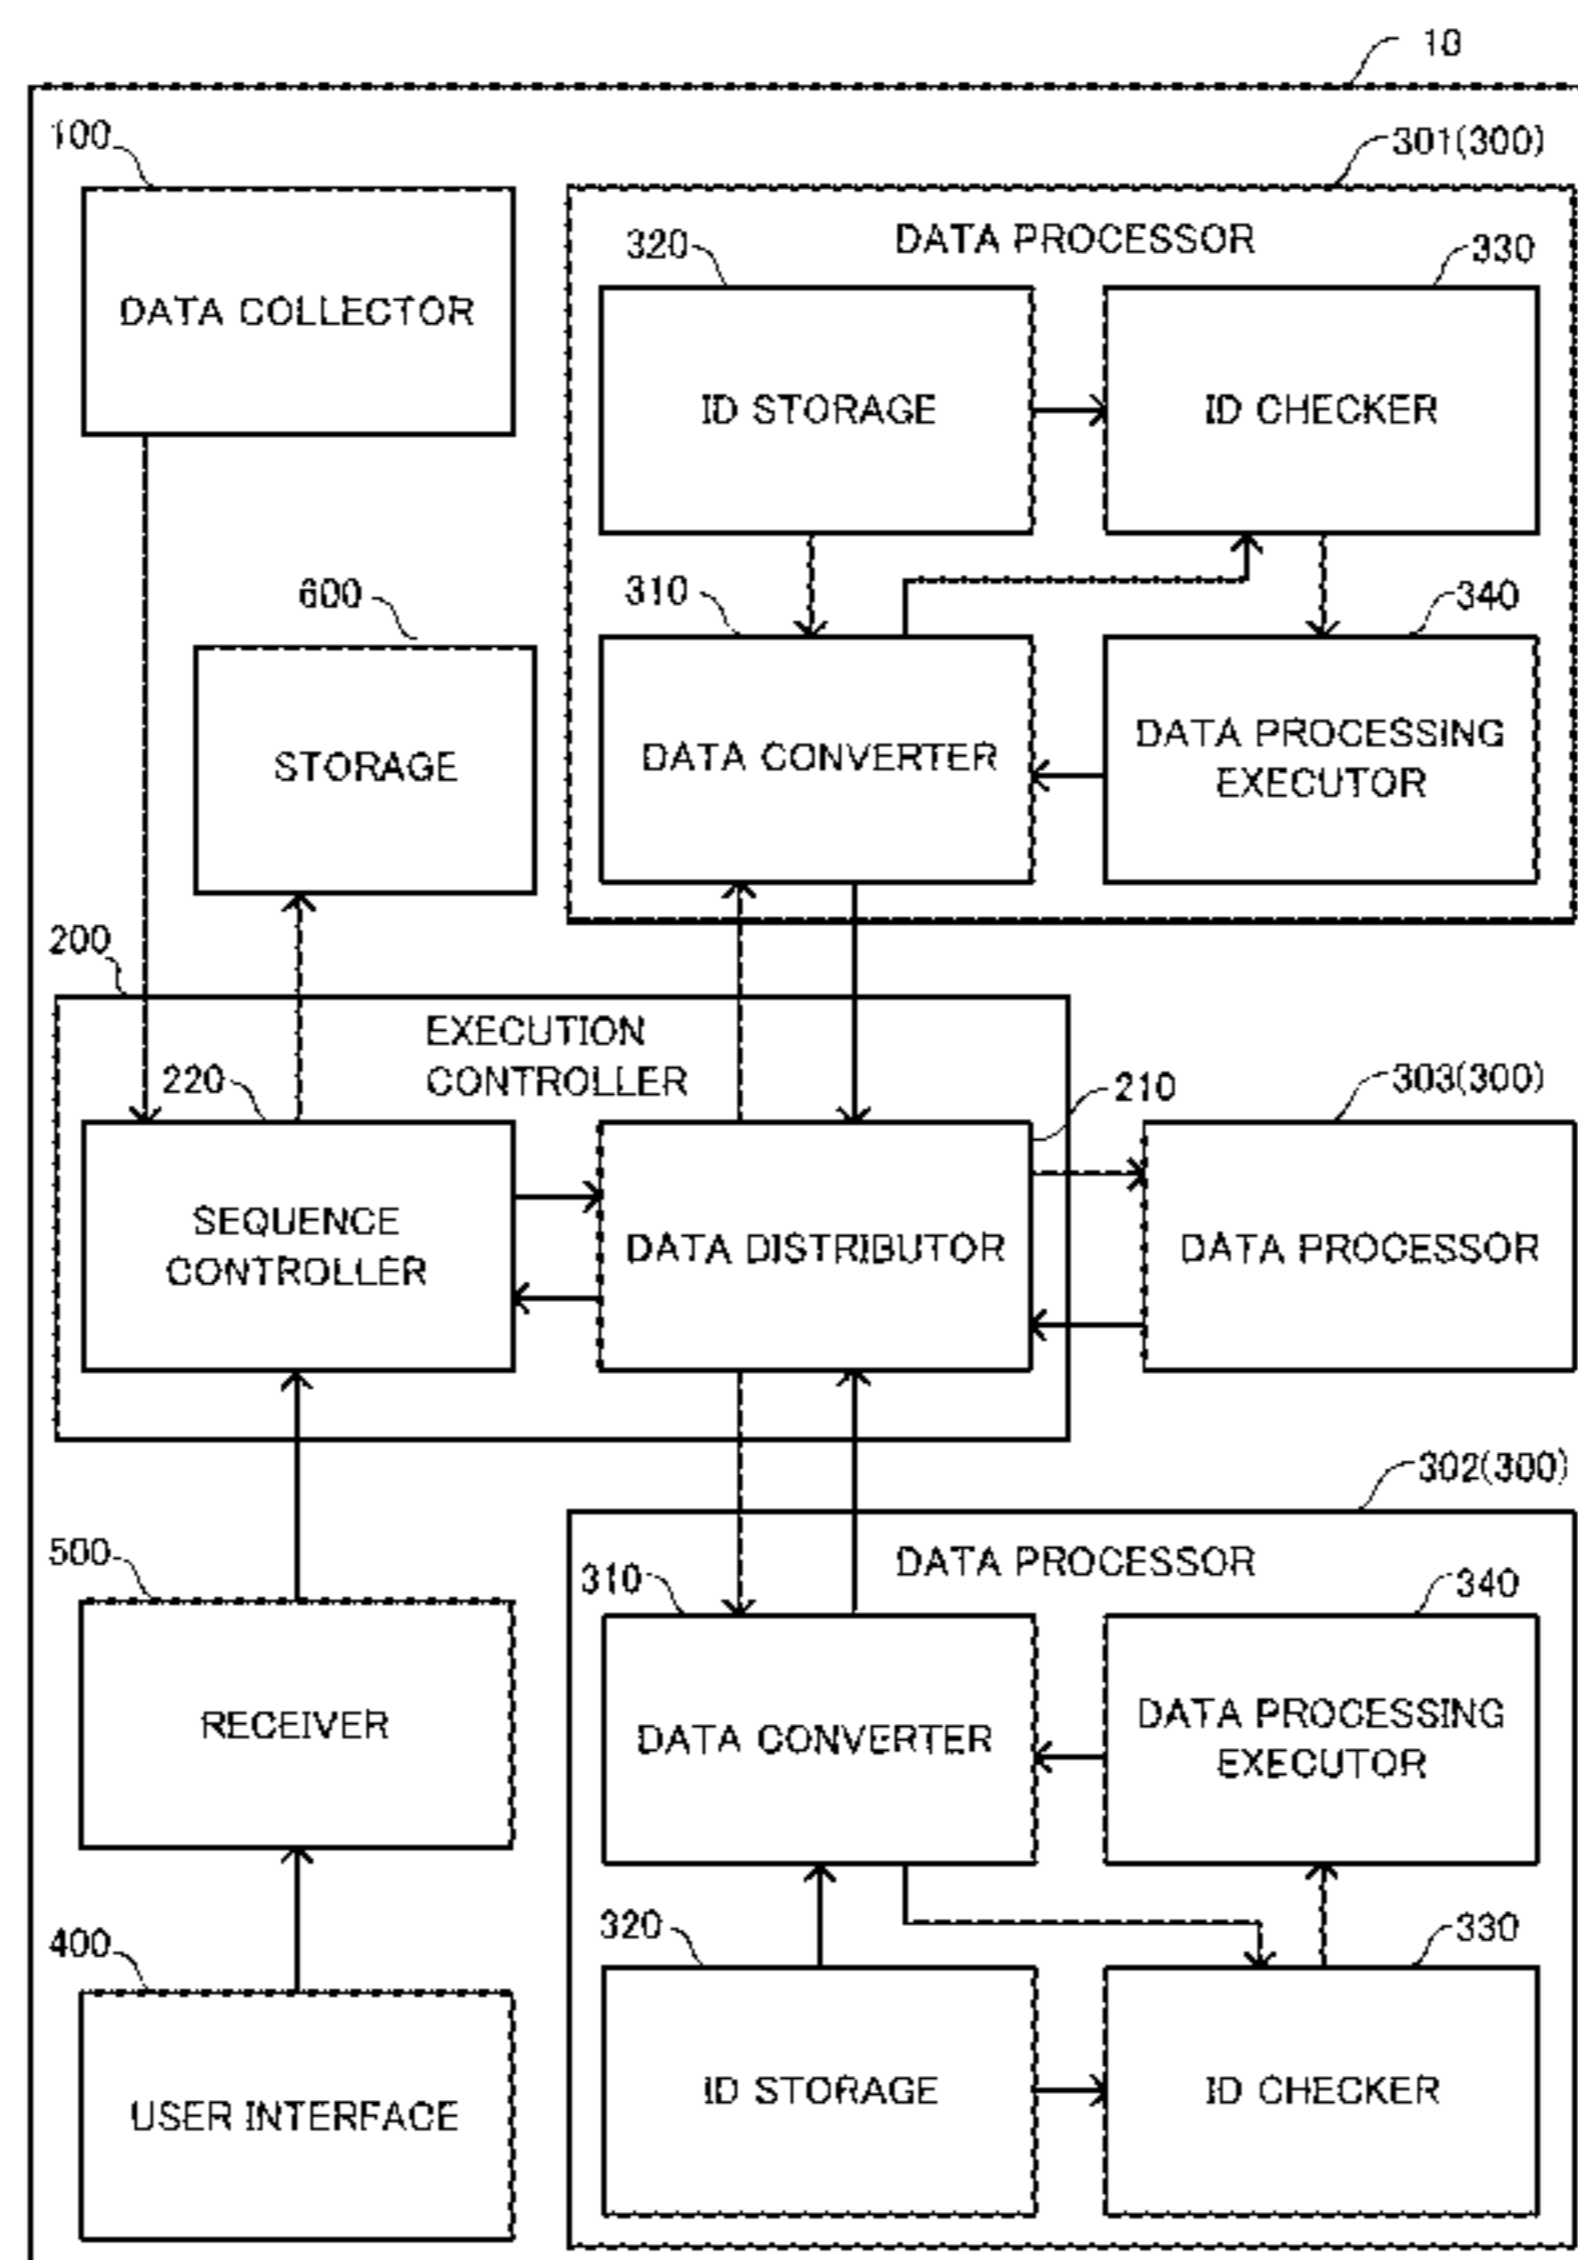 10
100
301(300)
DATA PROCESSOR
320
330
DATA COLLECTOR
ID STORAGE
ID CHECKER
600
310
340
STORAGE
DATA CONVERTER
DATA PROCESSING
EXECUTOR
200
EXECUTION
CONTROLLER
220
210
303(300)
SEQUENCE
CONTROLLER
DATA DISTRIBUTOR
DATA PROCESSOR
302(300)
500
DATA PROCESSOR
310
340
RECEIVER
DATA CONVERTER
DATA PROCESSING
EXECUTOR
320
330
400
USER INTERFACE
ID STORAGE
ID CHECKER